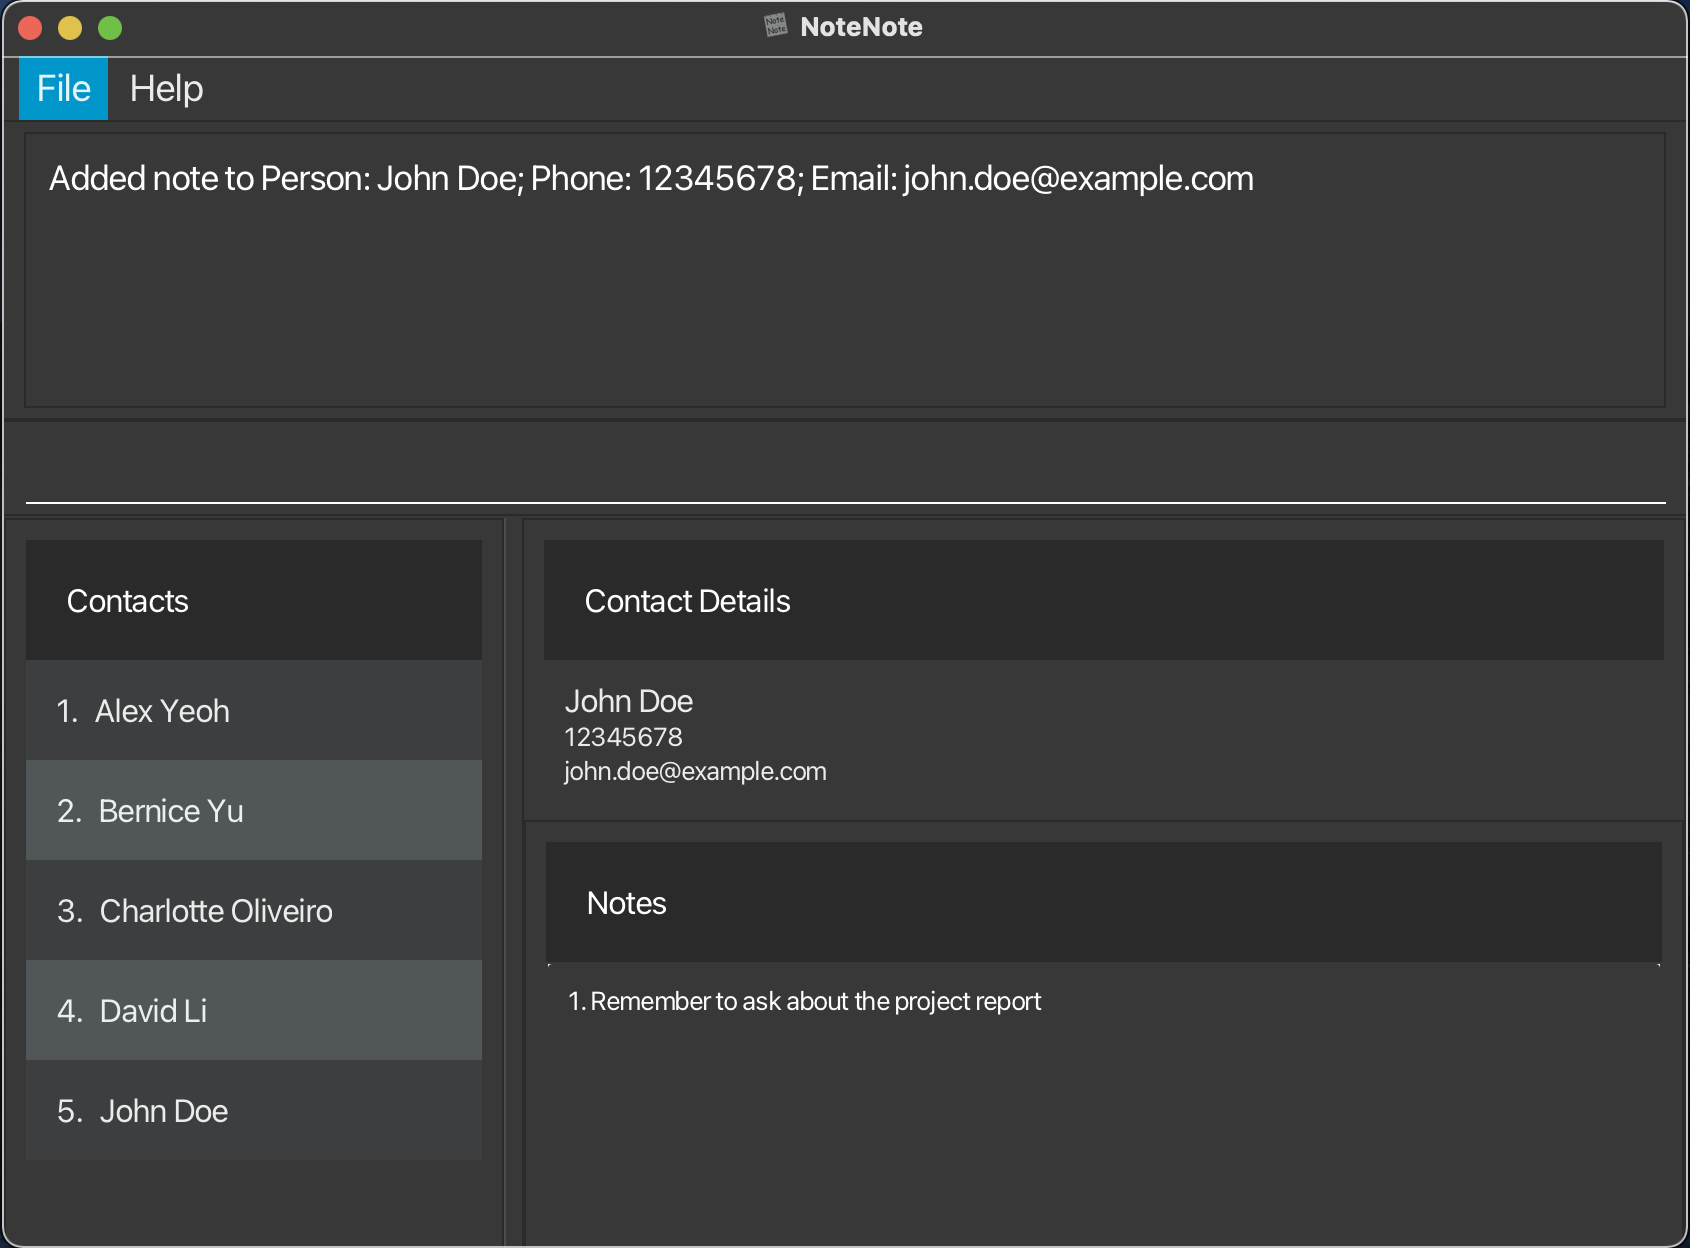 Note
Note
NoteNote
File Help
Added note to Person: John Doe; Phone: 12345678; Email: john.doe@example.com
Contacts
1. Alex Yeoh
2. Bernice Yu
3. Charlotte Oliveiro
4. David Li
5. John Doe
Contact Details
John Doe
12345678
john.doe@example.com
Notes
1. Remember to ask about the project report